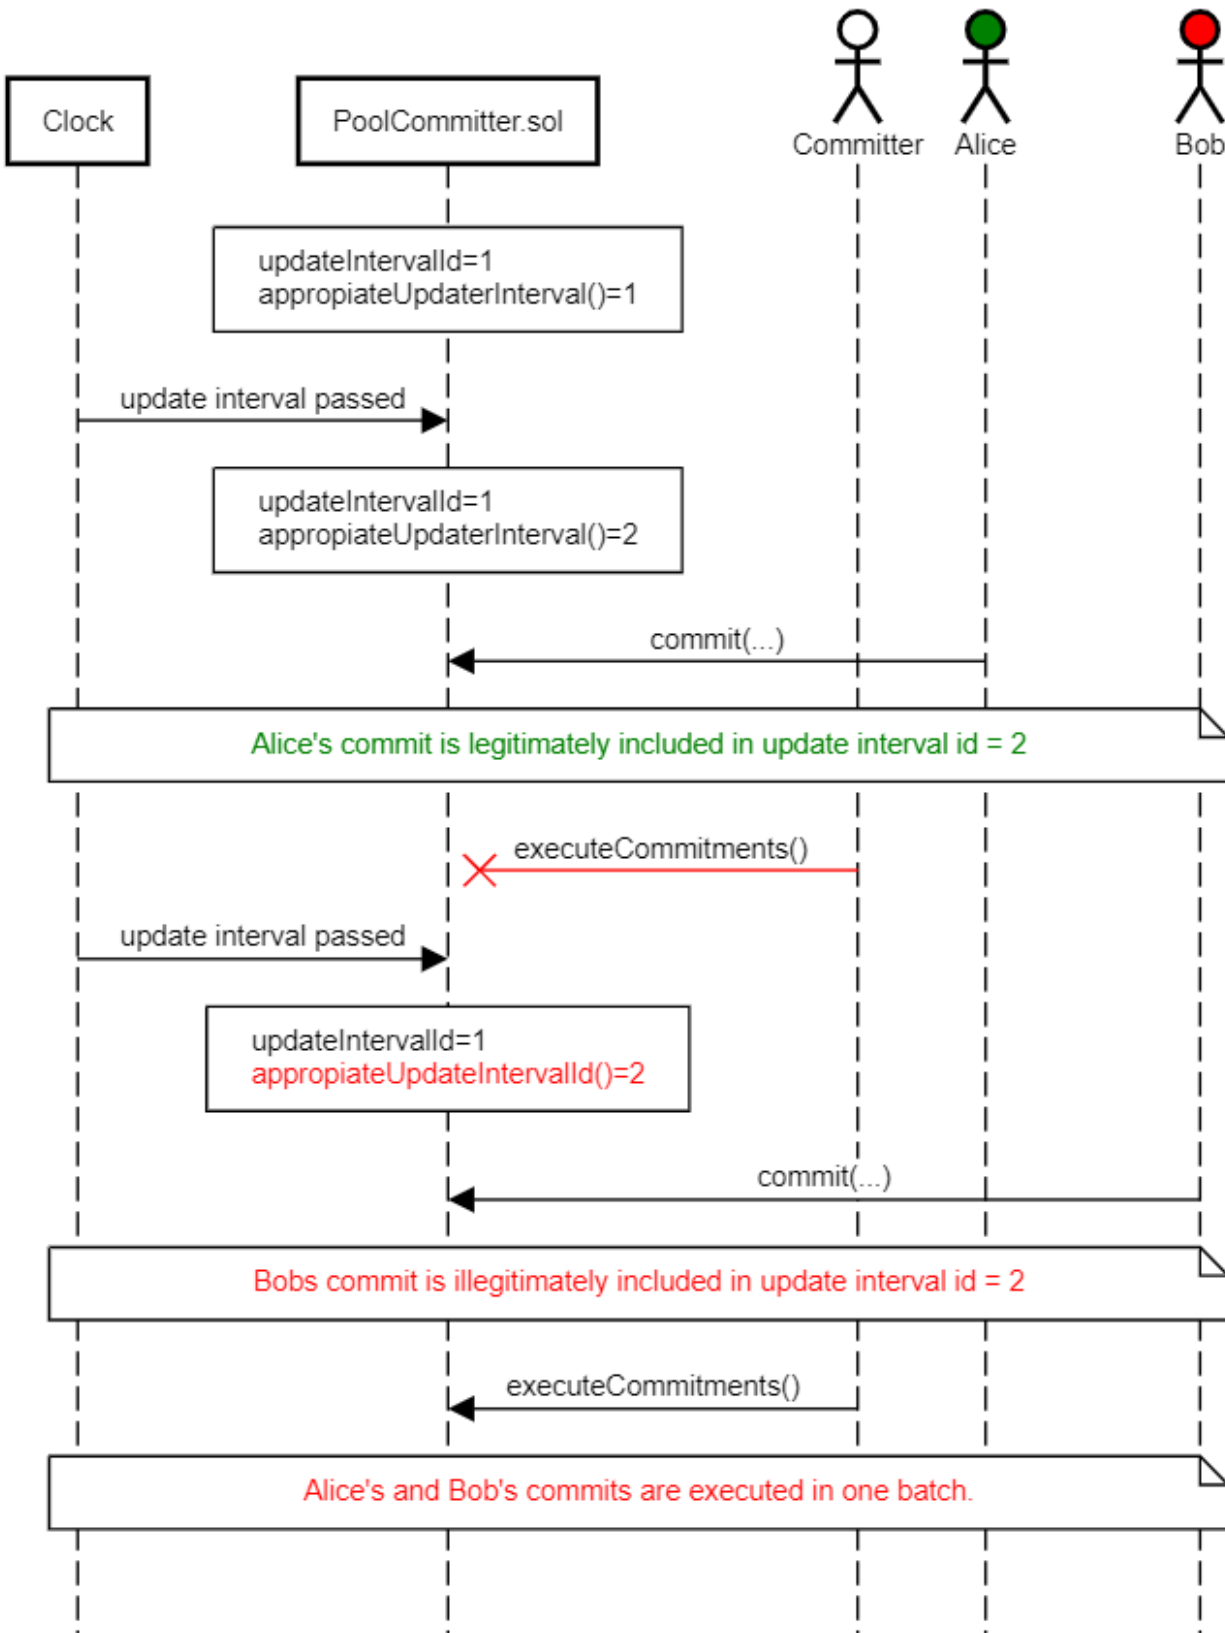 Clock
PoolCommitter.sol
Committer
Alice
Bob
updateIntervalId=1
appropiateUpdaterInterval()=1
update interval passed
updateIntervalId=1
appropiateUpdaterInterval()=2
commit(...)
Alice's commit is legitimately included in update interval id = 2
executeCommitments()
update interval passed
updateIntervalId=1
appropiateUpdateIntervalId()=2
commit(...)
Bobs commit is illegitimately included in update interval id = 2
executeCommitments()
Alice's and Bob's commits are executed in one batch.